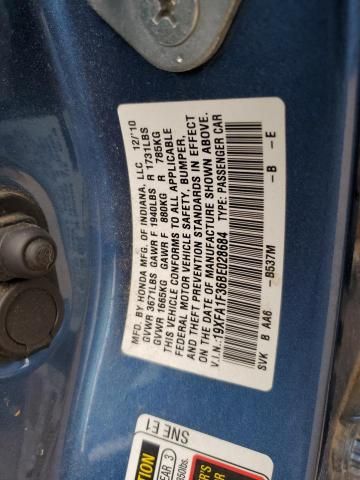 MFD. BY HONDA MFG. OF INDIANA, LLC 12/'10
GVWR 3671LBS GAWR F 1940LBS R 1731LBS
GVWR 1665KG GAWR F 880KG R 785KG
THIS VEHICLE CONFORMS TO ALL APPLICABLE
FEDERAL MOTOR VEHICLE SAFETY, BUMPER,
AND THEFT PREVENTION STANDARDS IN EFFECT
ON THE DATE OF MANUFACTURE SHOWN ABOVE.
V.I.N.:19XFA1F36BE028684 TYPE: PASSENGER CAR
SVK B AA6 -B537M -B -E
SNE E1